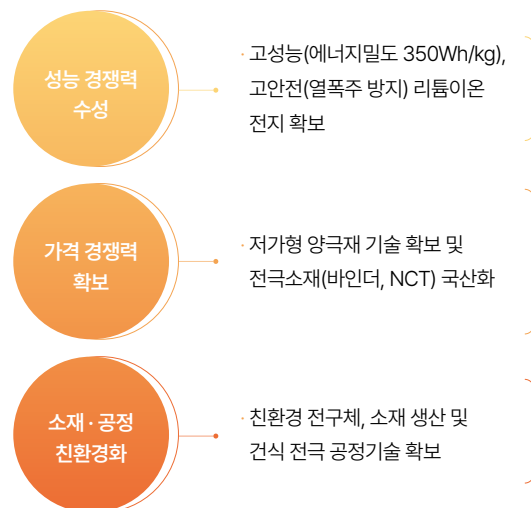 성능 경쟁력
수성
· 고성능(에너지밀도 350Wh/kg),
고안전(열폭주 방지) 리튬이온
전지 확보
가격 경쟁력
확보
· 저가형 양극재 기술 확보 및
전극소재(바인더, NCT) 국산화
소재 · 공정
친환경화
· 친환경 전구체, 소재 생산 및
건식 전극 공정기술 확보